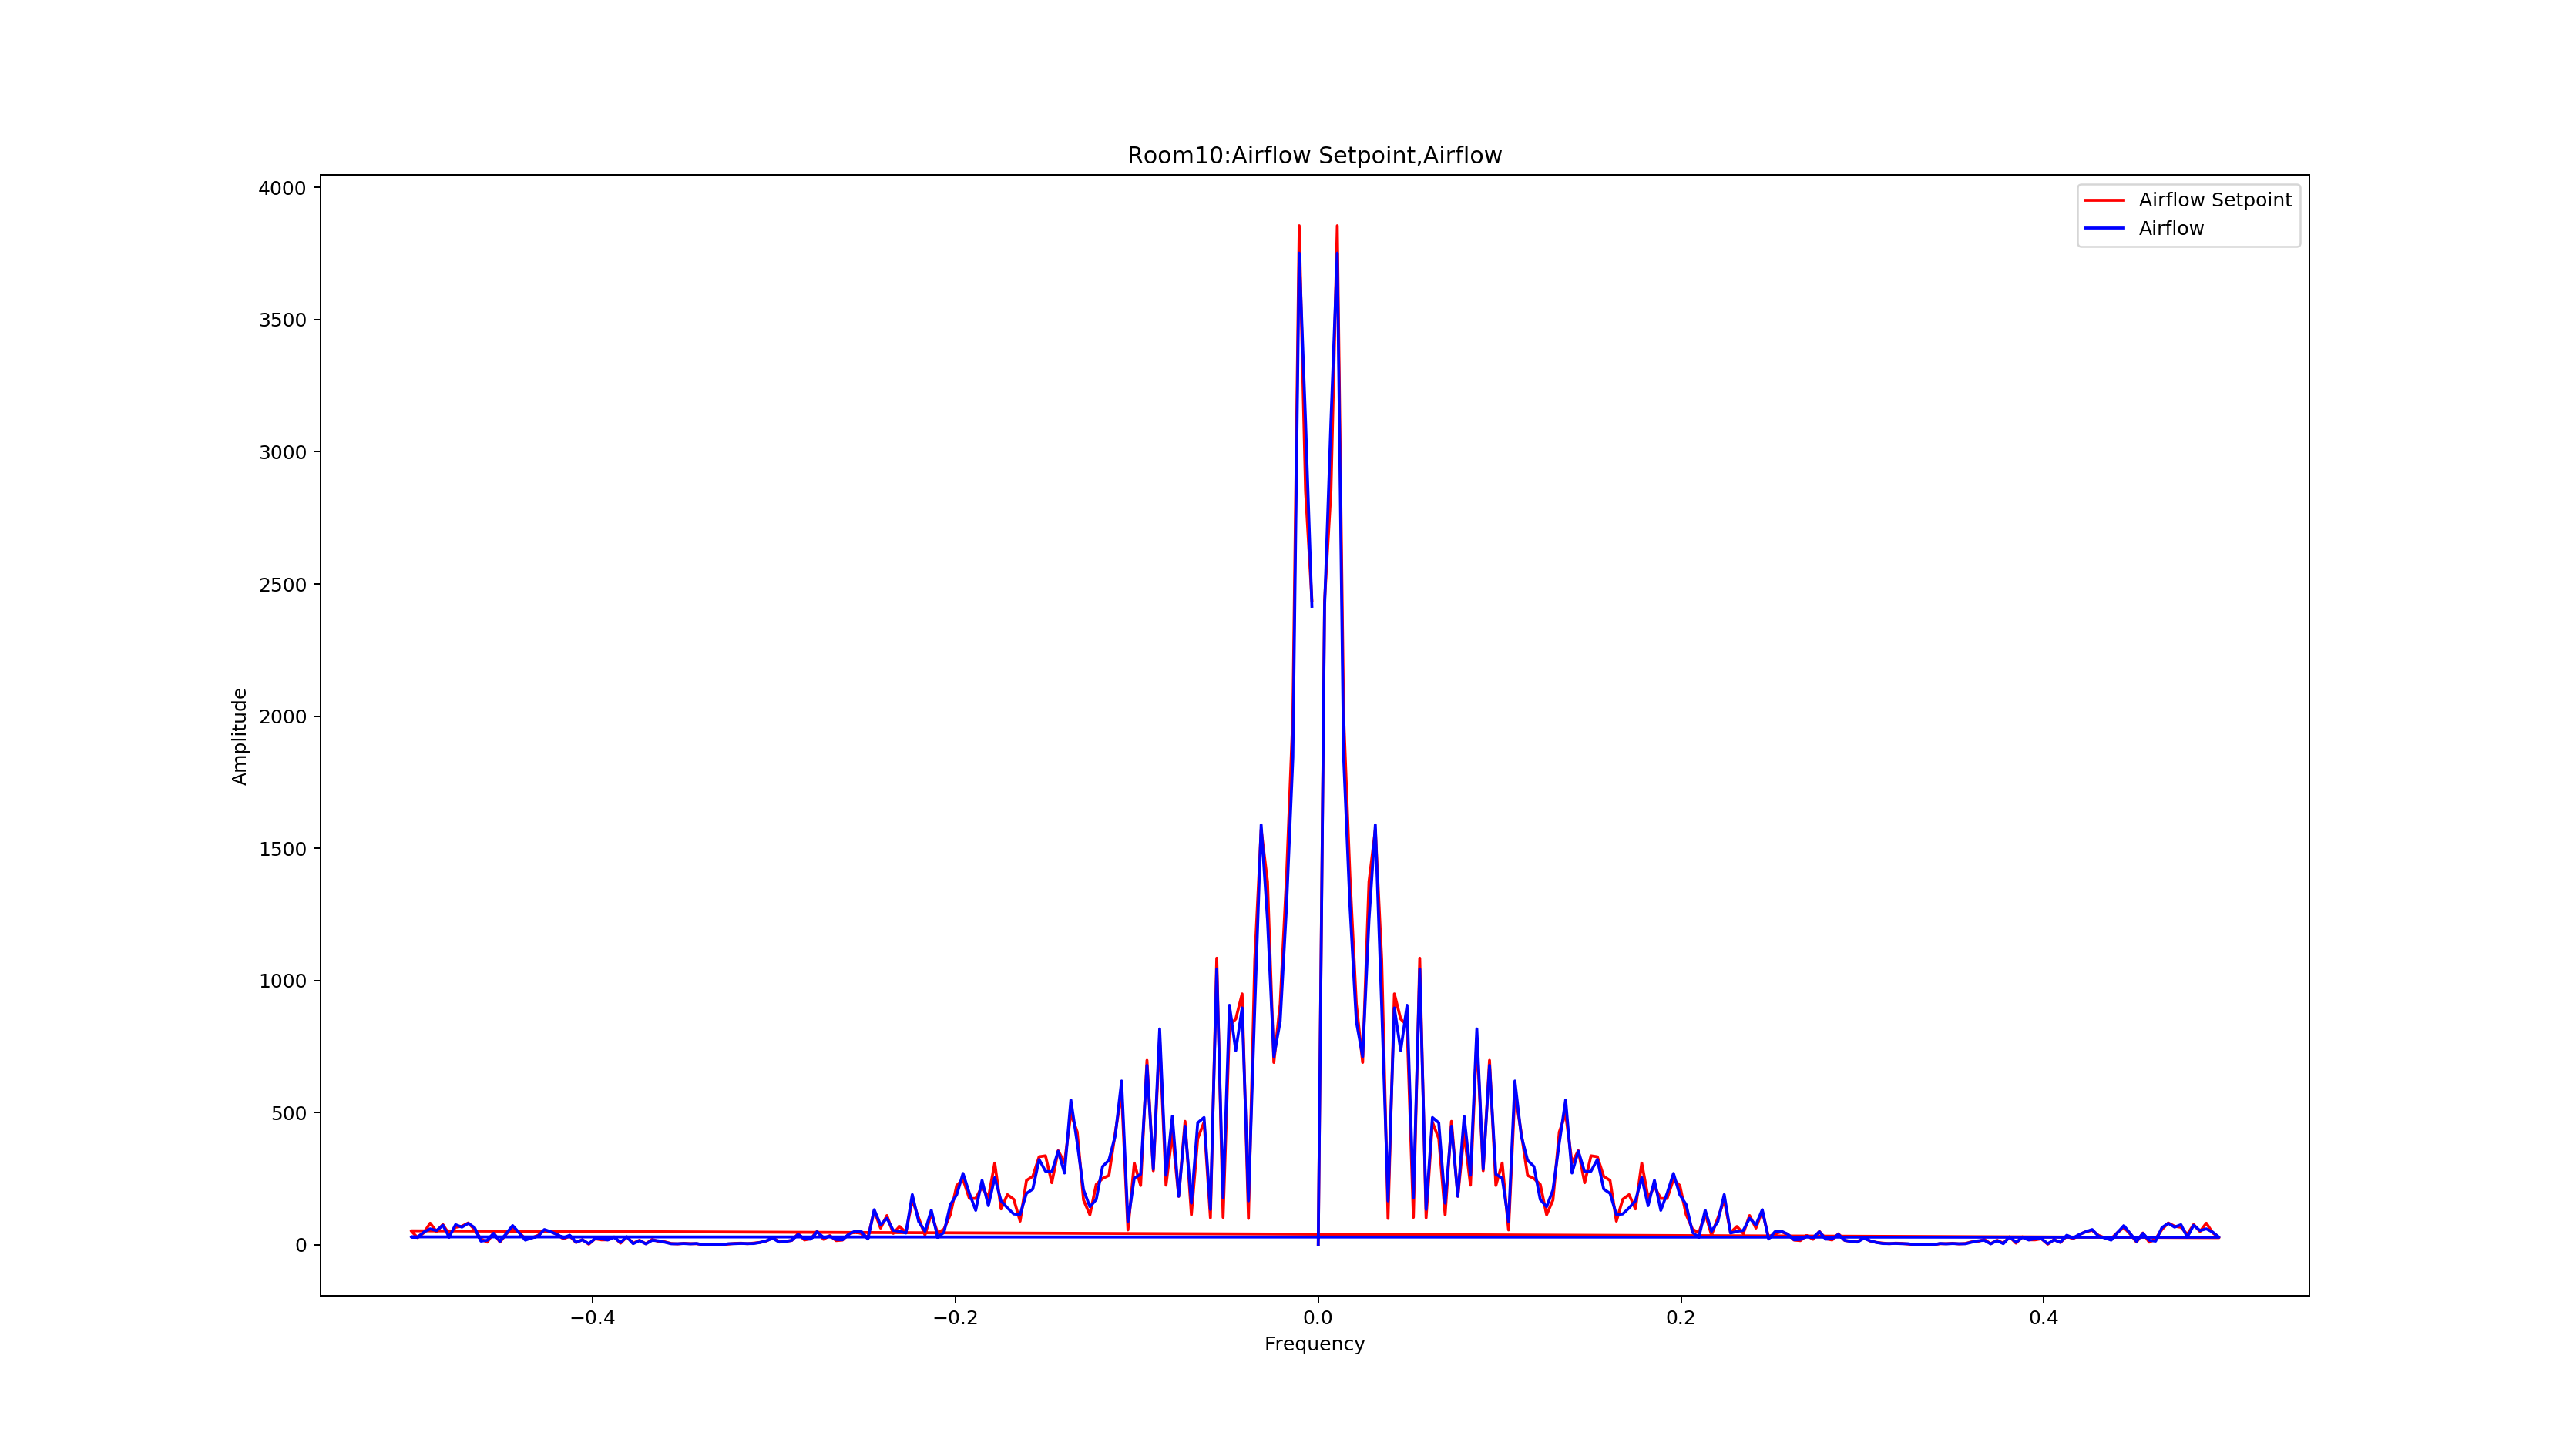 Room10:Airflow Setpoint,Airflow
4000
3500
3000
2500
2000
1500
1000
500
0
Amplitude
Airflow Setpoint
Airflow
−0.4
−0.2
0.0
0.2
0.4
Frequency